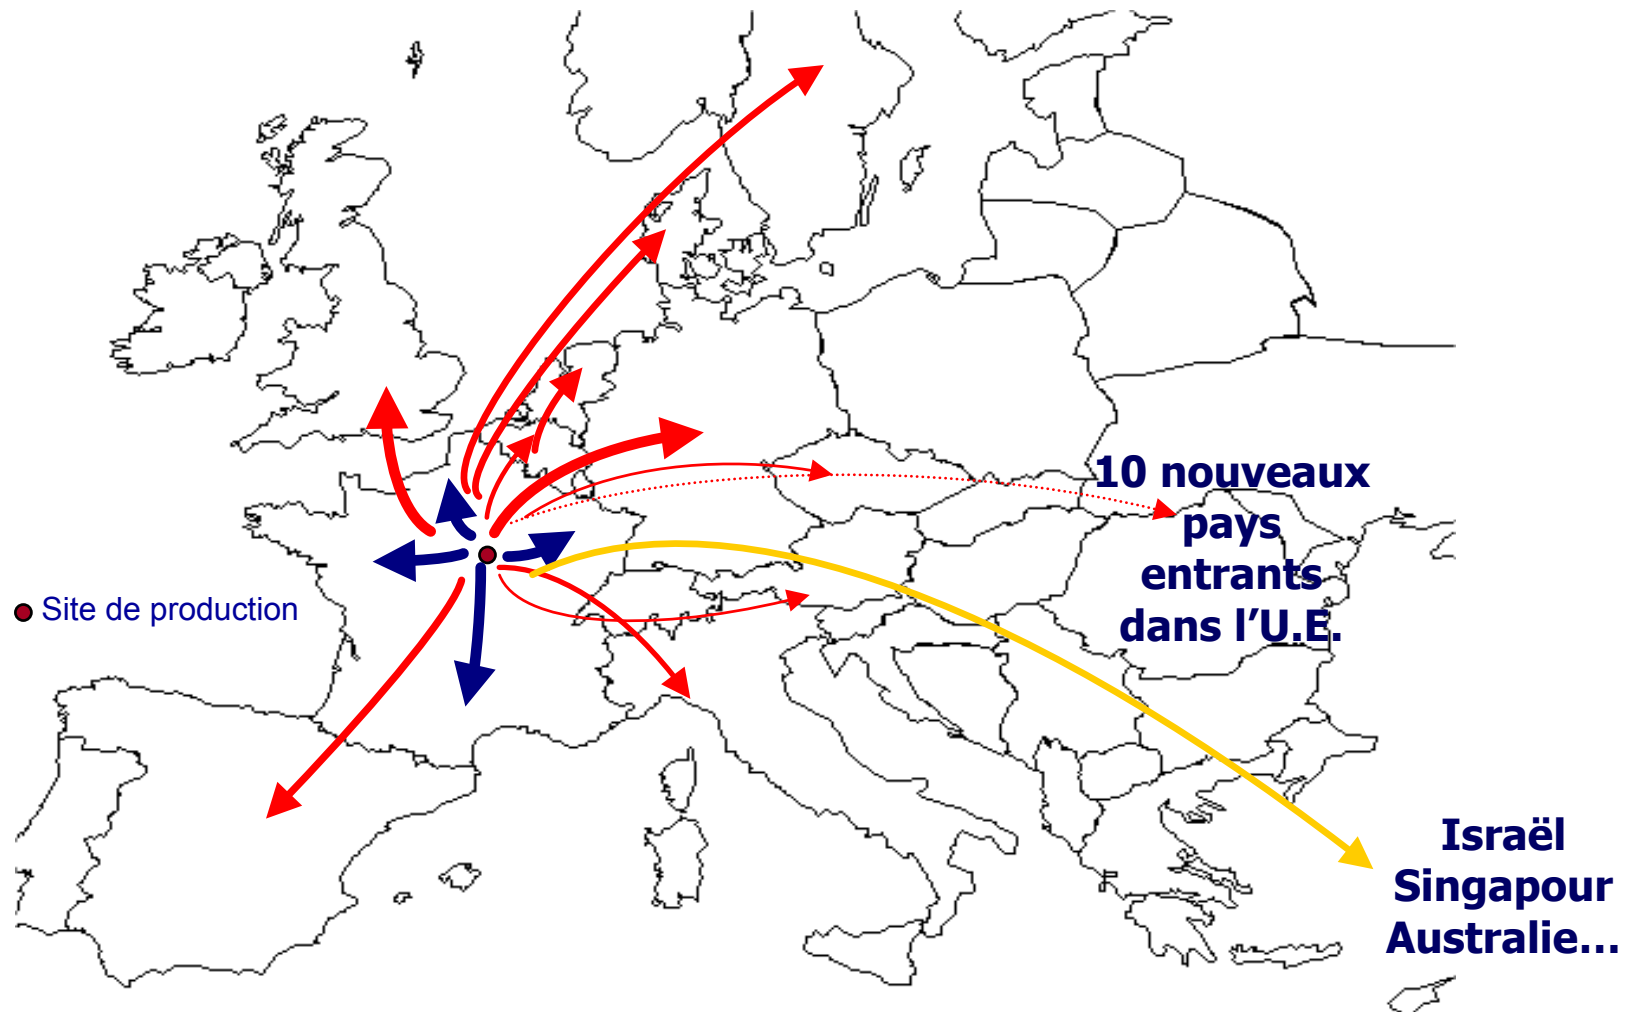 10 nouveaux
pays
entrants
dans l’U.E.
Site de production
Israël
Singapour
Australie...